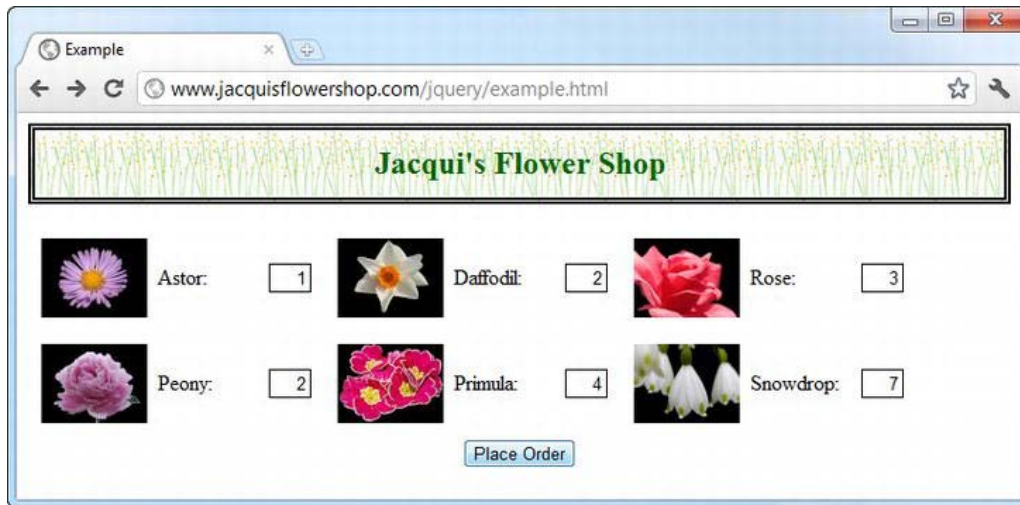 Example
www.jacquisflowershop.com/jquery/example.html
Jacqui's Flower Shop
Astor: 1 Daffodil: 2 Rose: 3
Peony: 2 Primula: 4 Snowdrop: 7
Place Order